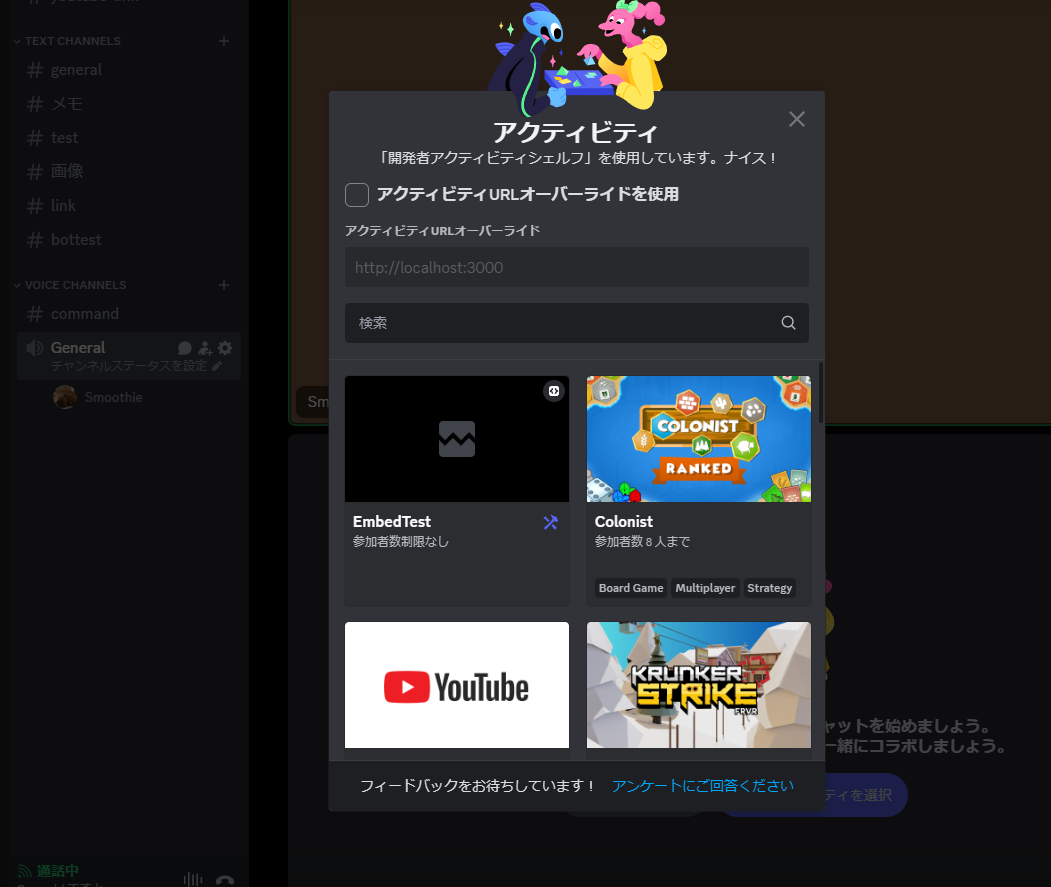 youtube-link
TEXT CHANNELS
general
メモ
test
画像
link
bottest
VOICE CHANNELS
command
General
チャンネルステータスを設定
Smoothie
通話中
Sm
アクティビティ
「開発者アクティビティシェルフ」を使用しています。ナイス！
アクティビティURLオーバーライドを使用
アクティビティURLオーバーライド
http://localhost:3000
検索
EmbedTest
参加者数制限なし
COLONIST
RANKED
Colonist
参加者数 8 人まで
Board Game Multiplayer Strategy
YouTube
KRUNKER
STRIKE
FRVR
フィードバックをお待ちしています！ アンケートにご回答ください
ャットを始めましょう。
一緒にコラボしましょう。
ティを選択